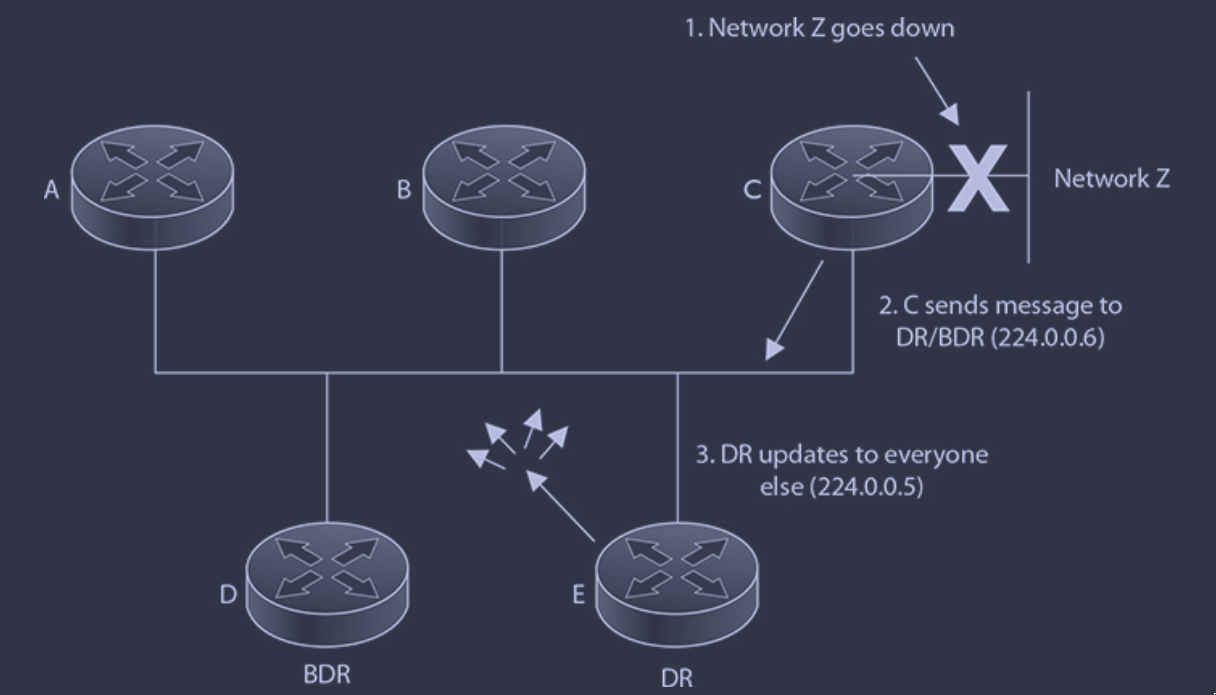 1. Network Z goes down
A
B
C
Network Z
2. C sends message to
DR/BDR (224.0.0.6)
3. DR updates to everyone
else (224.0.0.5)
D
E
BDR
DR